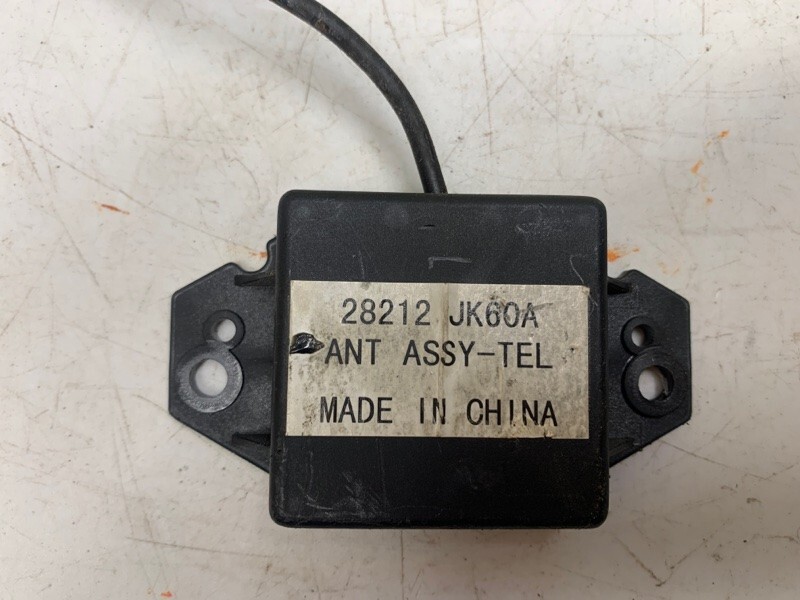 28212 JK60A
ANT ASSY-TEL
MADE IN CHINA